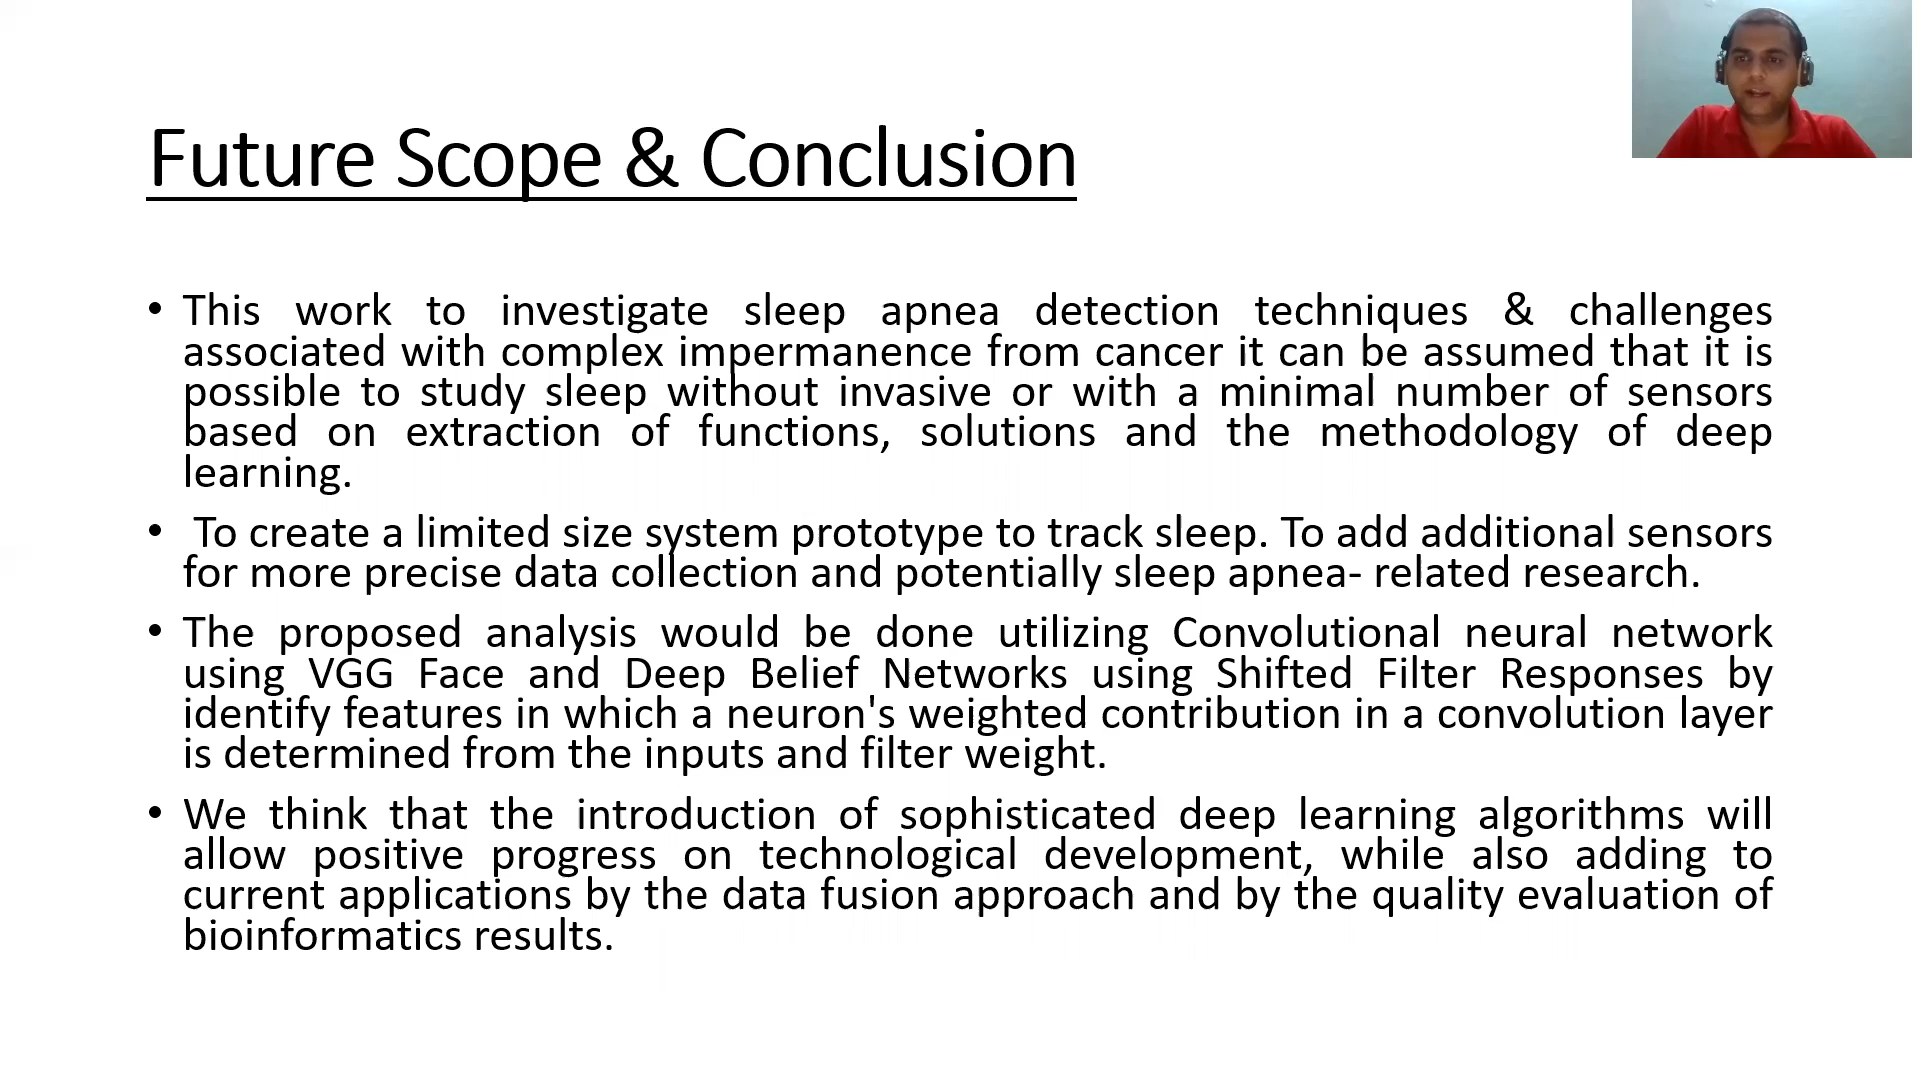 Future Scope & Conclusion
• This work to investigate sleep apnea detection techniques & challenges
associated with complex impermanence from cancer it can be assumed that it is
possible to study sleep without invasive or with a minimal number of sensors
based on extraction of functions, solutions and the methodology of deep
learning.
• To create a limited size system prototype to track sleep. To add additional sensors
for more precise data collection and potentially sleep apnea- related research.
• The proposed analysis would be done utilizing Convolutional neural network
using VGG Face and Deep Belief Networks using Shifted Filter Responses by
identify features in which a neuron's weighted contribution in a convolution layer
is determined from the inputs and filter weight.
• We think that the introduction of sophisticated deep learning algorithms will
allow positive progress on technological development, while also adding to
current applications by the data fusion approach and by the quality evaluation of
bioinformatics results.